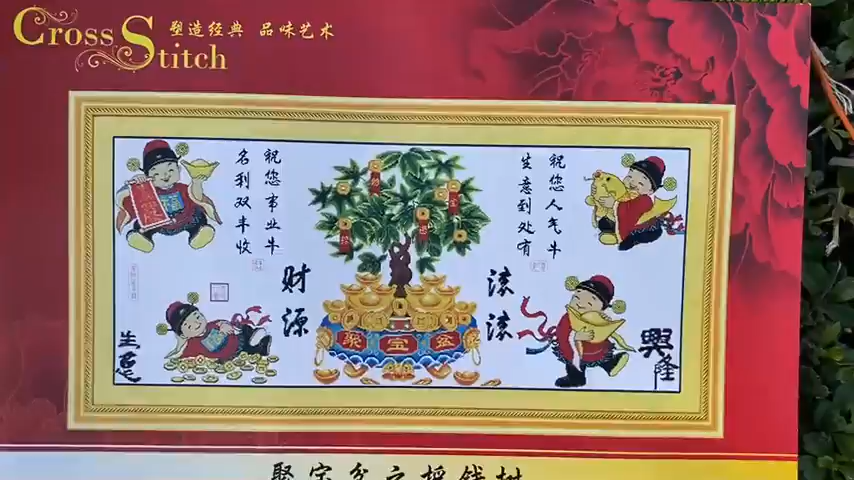 Cross Stitch
塑造经典 品味艺术
祝您事业牛
名利双丰收
祝您人气牛
生意到处有
财源
滚滚
聚宝盆
生意
興隆
聚宝盆之摇钱树